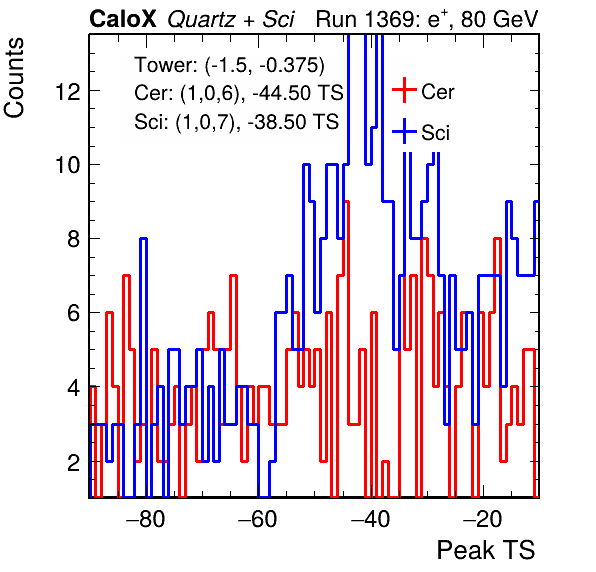 CaloX Quartz + Sci Run 1369: e⁺, 80 GeV
Counts
Tower: (-1.5, -0.375)
Cer: (1,0,6), -44.50 TS
Sci: (1,0,7), -38.50 TS
Cer
Sci
12
10
8
6
4
2
−80 −60 −40 −20
Peak TS